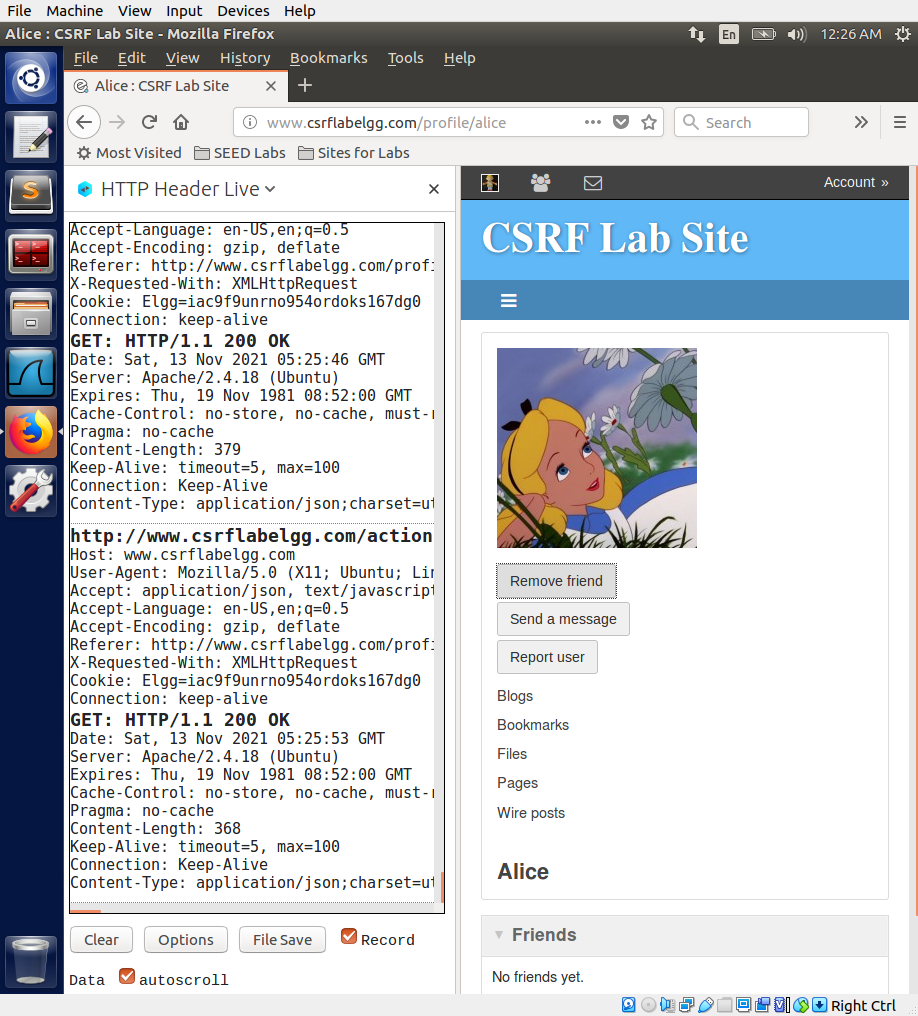 File Machine View Input Devices Help
Alice : CSRF Lab Site - Mozilla Firefox
En
12:26 AM
File Edit View History Bookmarks Tools Help
Alice : CSRF Lab Site
www.csrflabelgg.com/profile/alice
Search
Most Visited
SEED Labs
Sites for Labs
HTTP Header Live
Accept-Language: en-US,en;q=0.5
Accept-Encoding: gzip, deflate
Referer: http://www.csrflabelgg.com/profi
X-Requested-With: XMLHttpRequest
Cookie: Elgg=iac9f9unrno954ordoks167dg0
Connection: keep-alive
GET: HTTP/1.1 200 OK
Date: Sat, 13 Nov 2021 05:25:46 GMT
Server: Apache/2.4.18 (Ubuntu)
Expires: Thu, 19 Nov 1981 08:52:00 GMT
Cache-Control: no-store, no-cache, must-r
Pragma: no-cache
Content-Length: 379
Keep-Alive: timeout=5, max=100
Connection: Keep-Alive
Content-Type: application/json;charset=ut
http://www.csrflabelgg.com/action
Host: www.csrflabelgg.com
User-Agent: Mozilla/5.0 (X11; Ubuntu; Lin
Accept: application/json, text/javascript
Accept-Language: en-US,en;q=0.5
Accept-Encoding: gzip, deflate
Referer: http://www.csrflabelgg.com/profi
X-Requested-With: XMLHttpRequest
Cookie: Elgg=iac9f9unrno954ordoks167dg0
Connection: keep-alive
GET: HTTP/1.1 200 OK
Date: Sat, 13 Nov 2021 05:25:53 GMT
Server: Apache/2.4.18 (Ubuntu)
Expires: Thu, 19 Nov 1981 08:52:00 GMT
Cache-Control: no-store, no-cache, must-r
Pragma: no-cache
Content-Length: 368
Keep-Alive: timeout=5, max=100
Connection: Keep-Alive
Content-Type: application/json;charset=ut
Clear
Options
File Save
Record
Data
autoscroll
Account »
CSRF Lab Site
Remove friend
Send a message
Report user
Blogs
Bookmarks
Files
Pages
Wire posts
Alice
Friends
No friends yet.
Right Ctrl